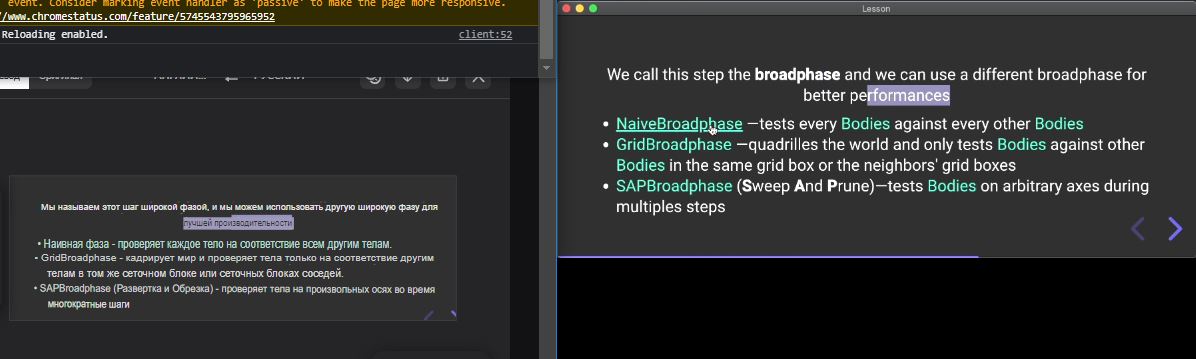 event. Consider marking event handler as 'passive' to make the page more responsive.
/www.chromestatus.com/feature/5745543795965952
Reloading enabled.
client:52
Мы называем этот шаг широкой фазой, и мы можем использовать другую широкую фазу для
лучшей производительности
• Наивная фаза - проверяет каждое тело на соответствие всем другим телам.
• GridBroadphase - кадрирует мир и проверяет тела только на соответствие другим
телам в том же сеточном блоке или сеточных блоках соседей.
• SAPBroadphase (Развертка и Обрезка) - проверяет тела на произвольных осях во время
многократные шаги
Lesson
We call this step the broadphase and we can use a different broadphase for
better performances
• NaiveBroadphase —tests every Bodies against every other Bodies
• GridBroadphase —quadrilles the world and only tests Bodies against other
Bodies in the same grid box or the neighbors' grid boxes
• SAPBroadphase (Sweep And Prune)—tests Bodies on arbitrary axes during
multiples steps